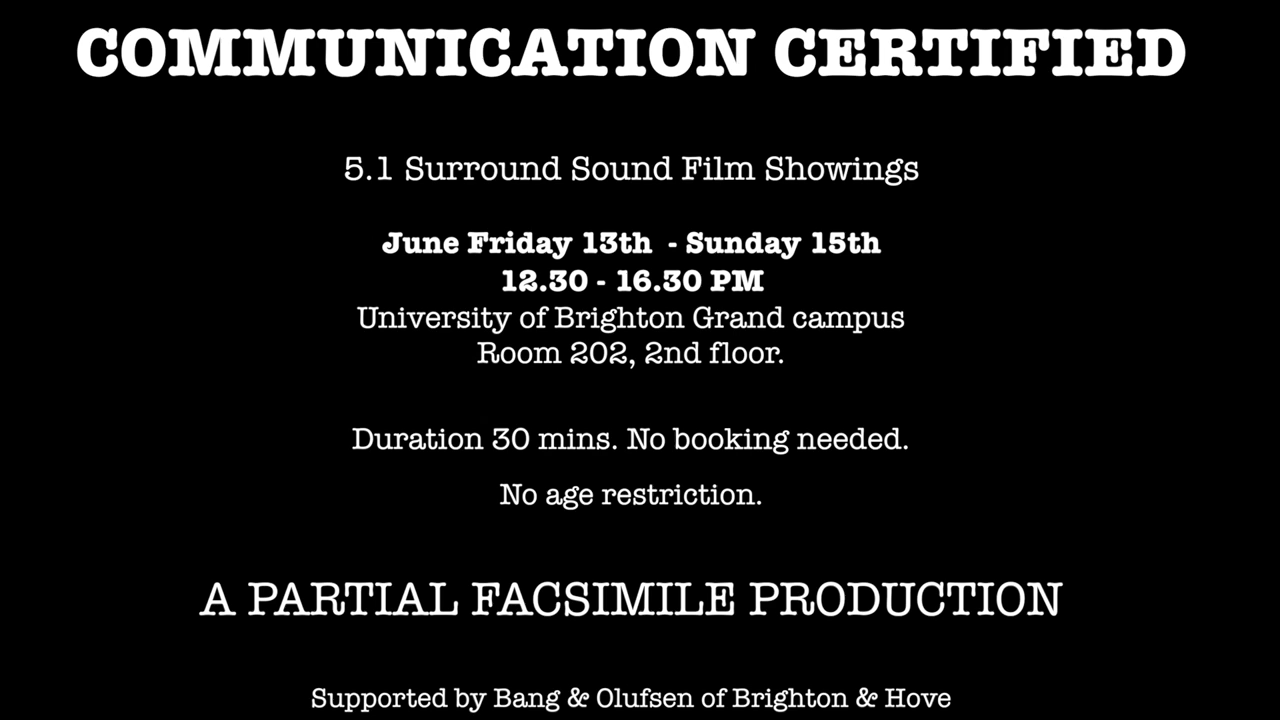 COMMUNICATION CERTIFIED
5.1 Surround Sound Film Showings
June Friday 13th - Sunday 15th
12.30 - 16.30 PM
University of Brighton Grand campus
Room 202, 2nd floor.
Duration 30 mins. No booking needed.
No age restriction.
A PARTIAL FACSIMILE PRODUCTION
Supported by Bang & Olufsen of Brighton & Hove